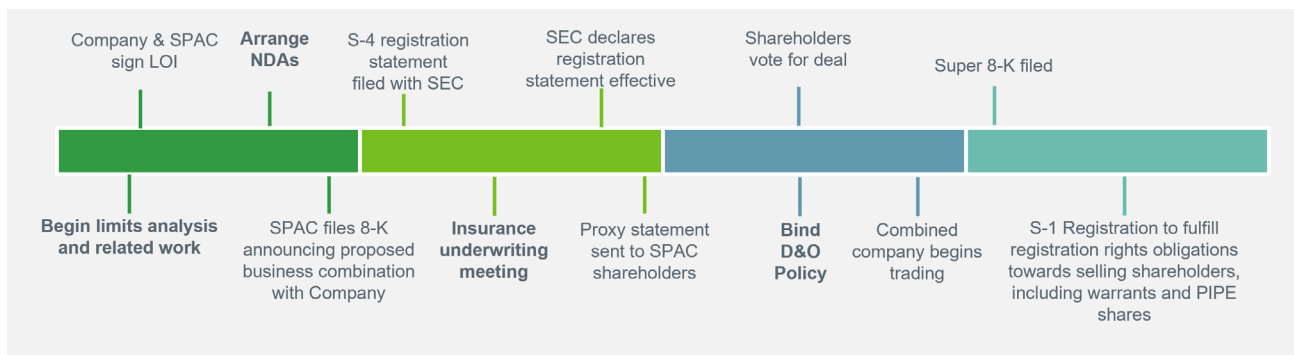 Company & SPAC
sign LOI
Arrange
NDAs
S-4 registration
statement
filed with SEC
SEC declares
registration
statement effective
Shareholders
vote for deal
Super 8-K filed
Begin limits analysis
and related work
SPAC files 8-K
announcing proposed
business combination
with Company
Insurance
underwriting
meeting
Proxy statement
sent to SPAC
shareholders
Bind
D&O
Policy
Combined
company begins
trading
S-1 Registration to fulfill
registration rights obligations
towards selling shareholders,
including warrants and PIPE
shares